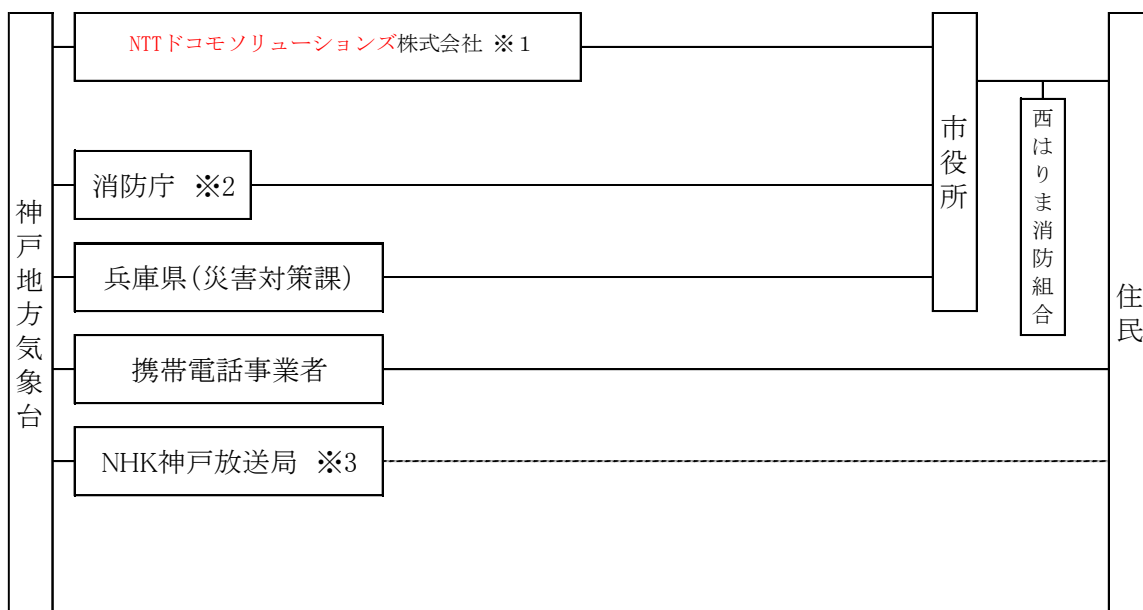 神戸地方気象台
NTTドコモソリューションズ株式会社 ※１
消防庁 ※2
兵庫県(災害対策課)
携帯電話事業者
NHK神戸放送局 ※3
市役所
西はりま消防組合
住民